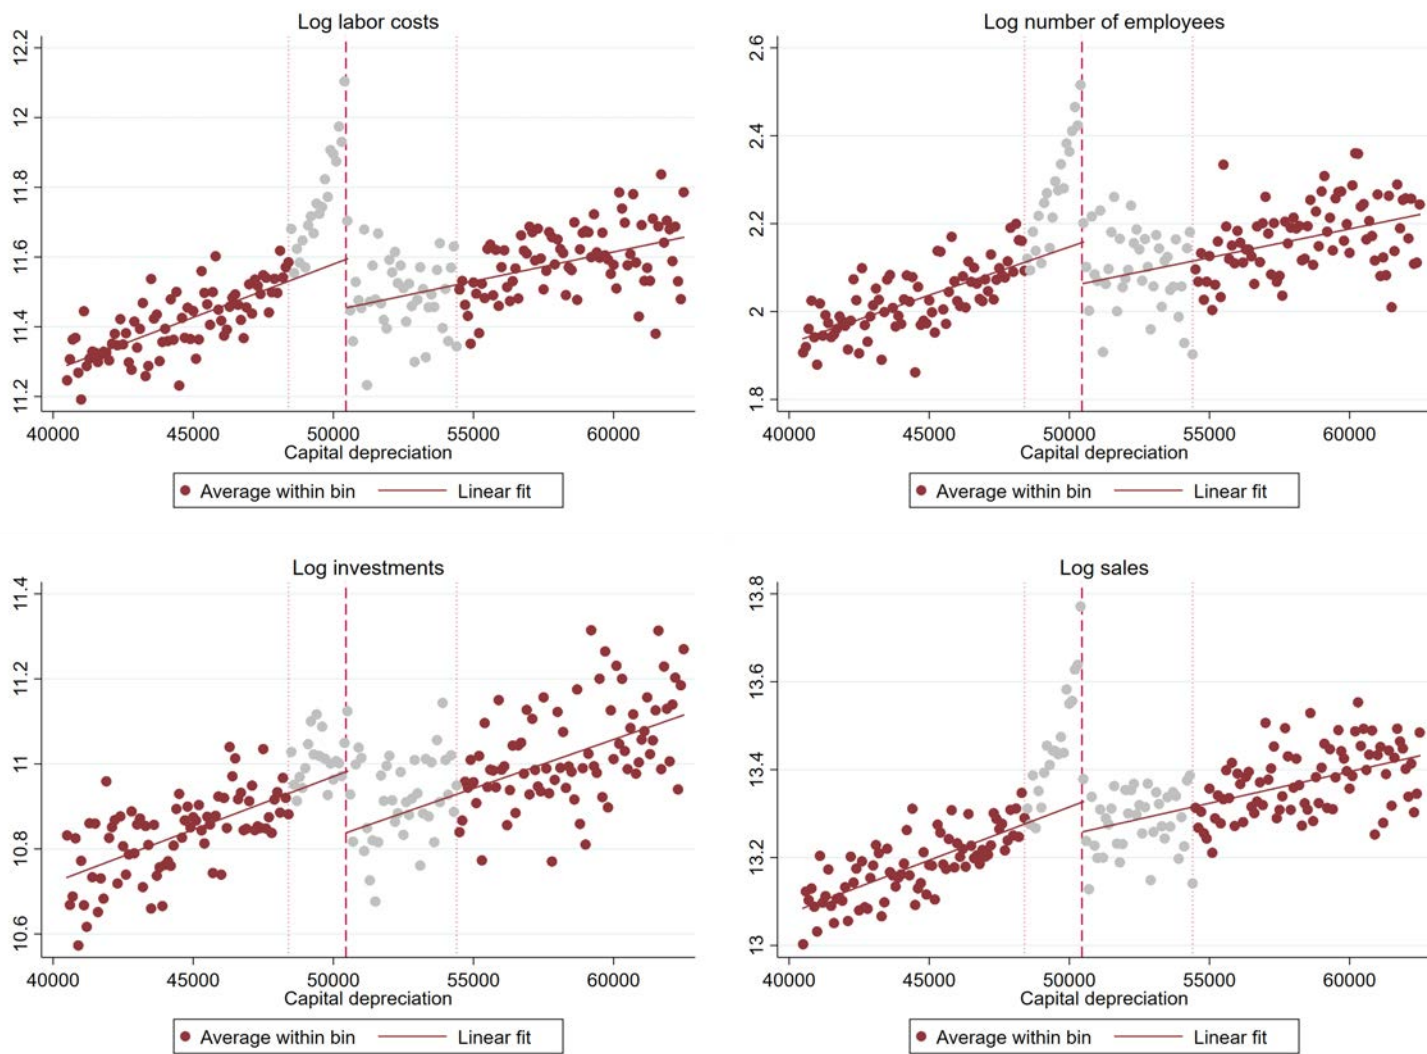 Log labor costs
12.2
12
11.8
11.6
11.4
11.2
40000 45000 50000 55000 60000
Capital depreciation
Average within bin Linear fit
Log number of employees
2.6
2.4
2.2
2
1.8
40000 45000 50000 55000 60000
Capital depreciation
Average within bin Linear fit
Log investments
11.4
11.2
11
10.8
10.6
40000 45000 50000 55000 60000
Capital depreciation
Average within bin Linear fit
Log sales
13.8
13.6
13.4
13.2
13
40000 45000 50000 55000 60000
Capital depreciation
Average within bin Linear fit